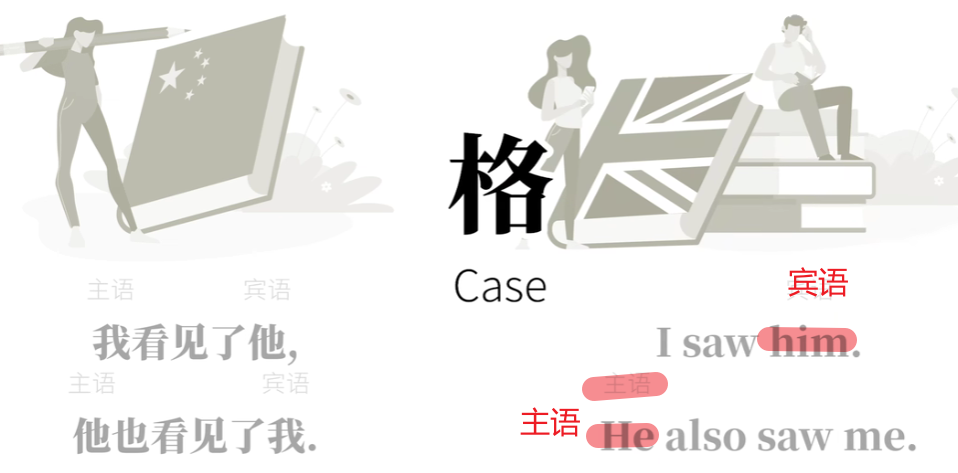 格
Case
主语 宾语
宾语
我看见了他,
I saw him.
主语 宾语
主语
他也看见了我.
主语
He also saw me.